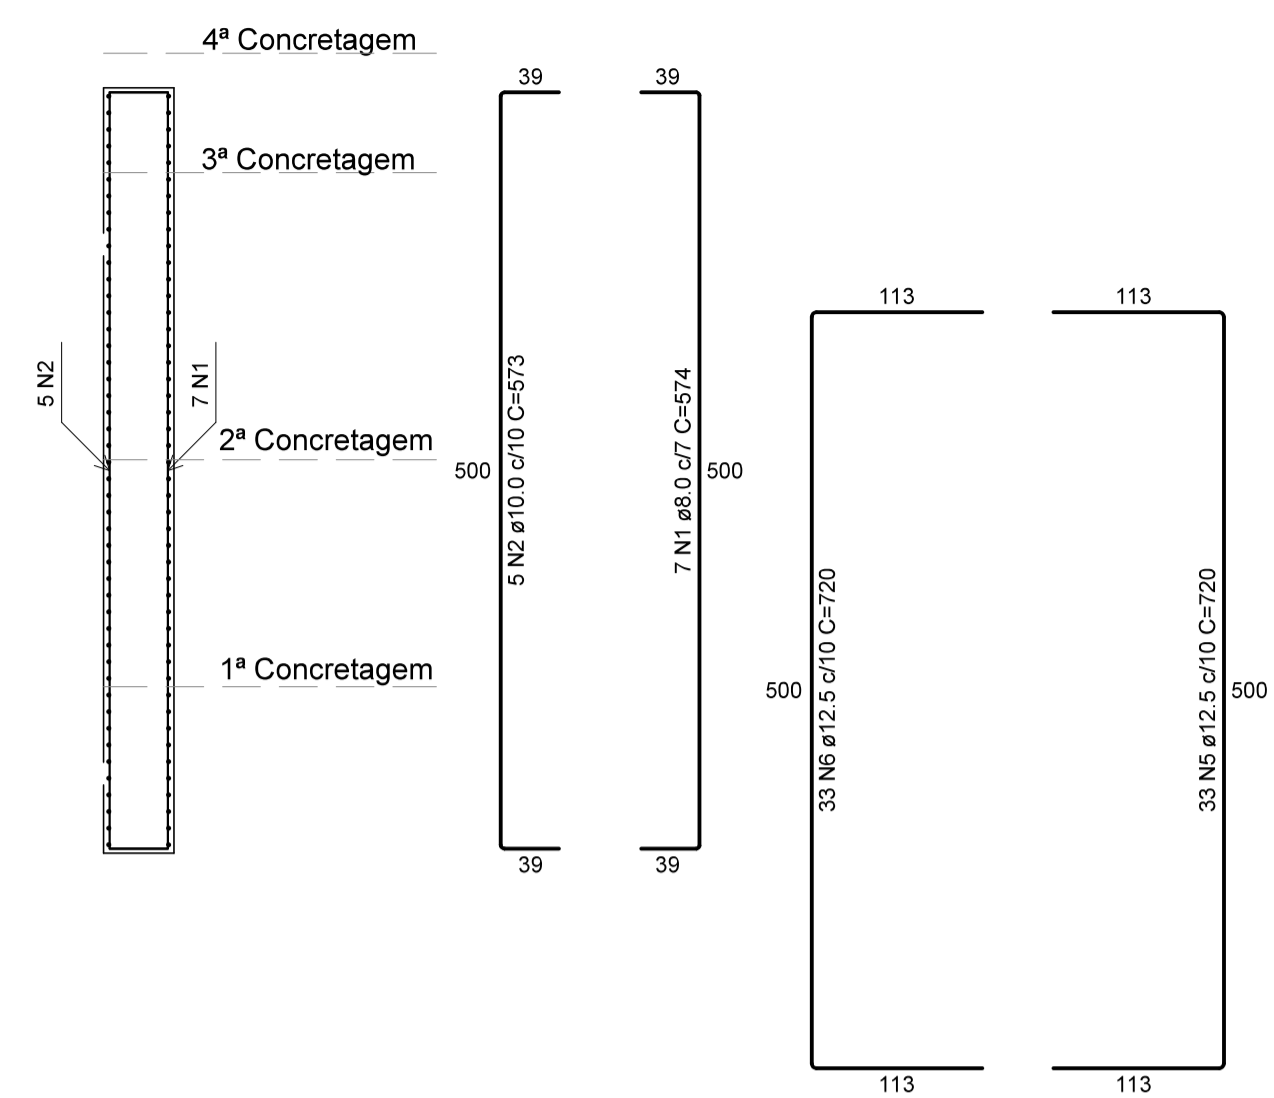 4ª Concretagem
39
39
3ª Concretagem
113
113
5 N2
7 N1
2ª Concretagem
500
5 N2 ø10.0 c/10 C=573
7 N1 ø8.0 c/7 C=574
500
1ª Concretagem
500
33 N6 ø12.5 c/10 C=720
33 N5 ø12.5 c/10 C=720
500
39
39
113
113